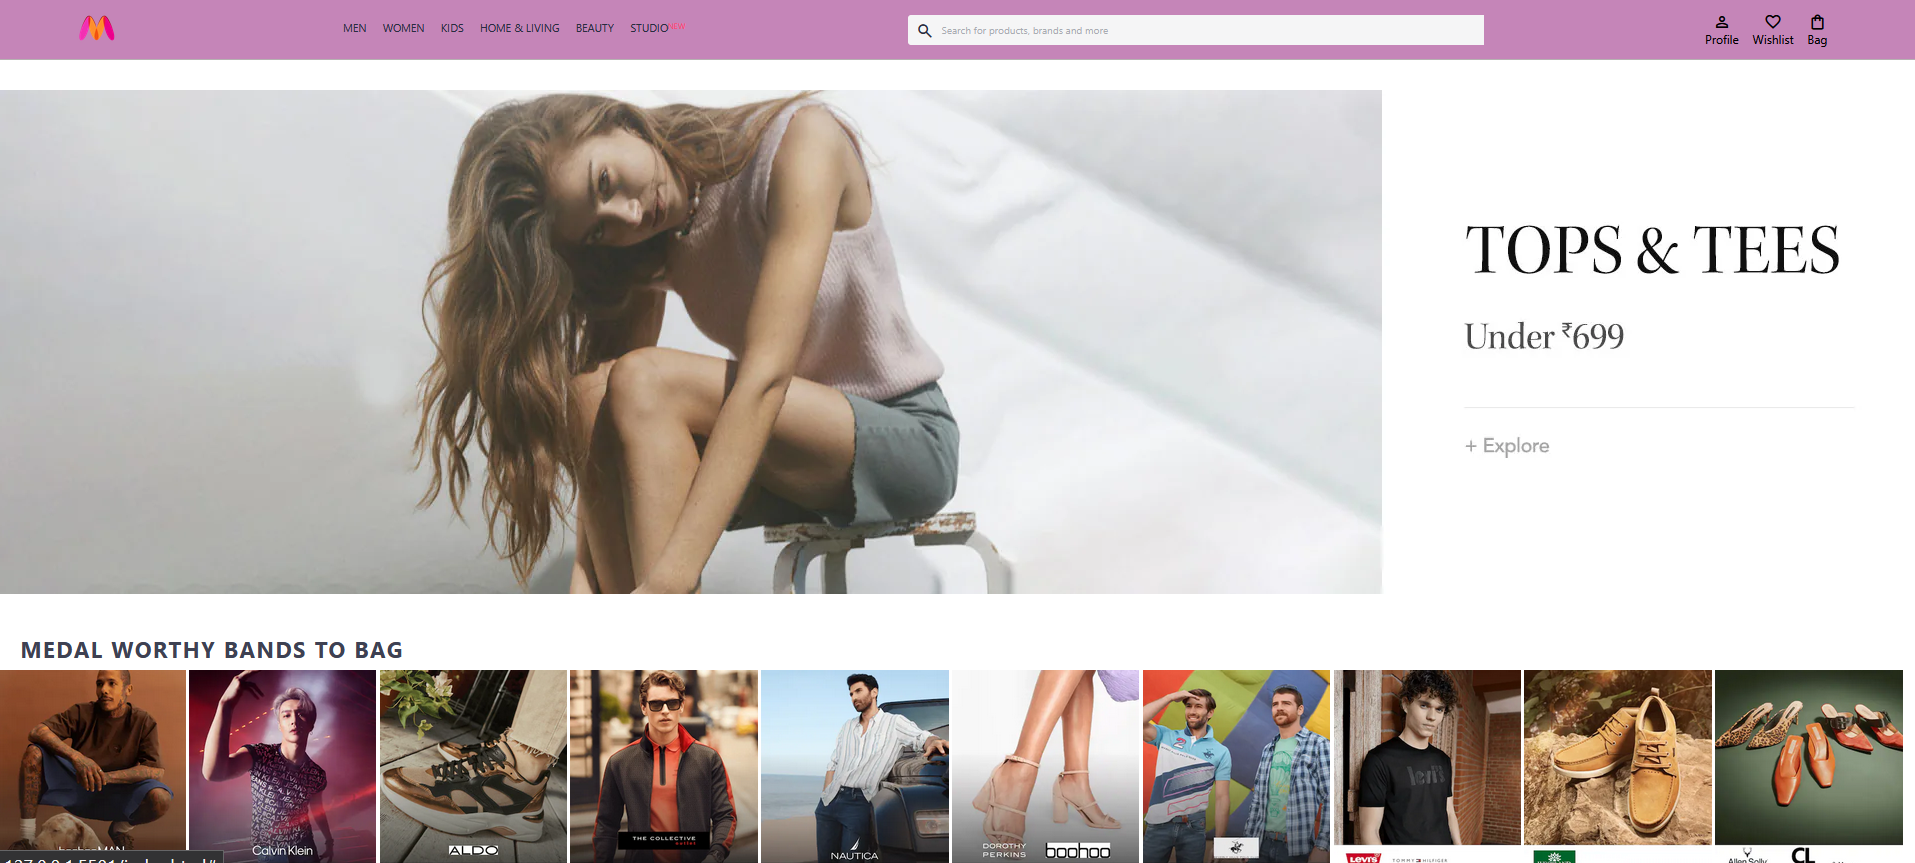 MEN WOMEN KIDS HOME & LIVING BEAUTY STUDIO NEW
Search for products, brands and more
Profile Wishlist Bag
TOPS & TEES
Under ₹699
+ Explore
MEDAL WORTHY BANDS TO BAG
Calvin Klein
ALDO
THE COLLECTIVE
outlet
NAUTICA
DOROTHY
PERKINS
boohoo
Levi's
Levi's
TOMMY HILFIGER
Allen Solly
CL